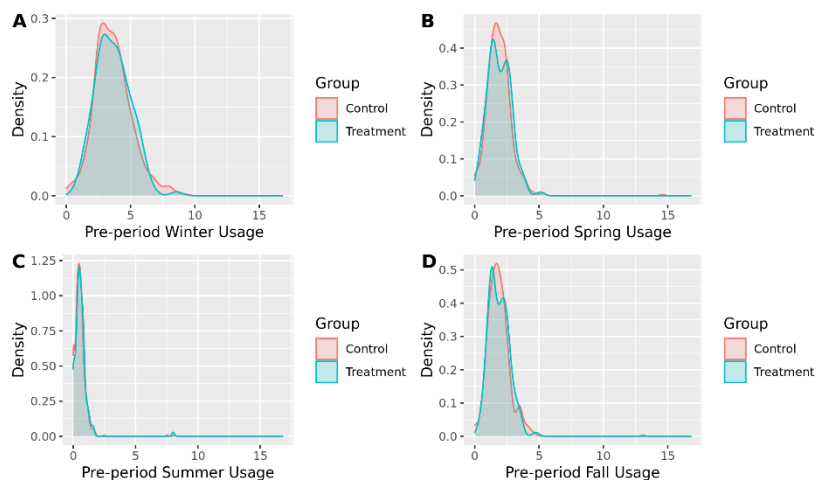 A
0.3
0.2
0.1
0.0
Density
0 5 10 15
Pre-period Winter Usage
Group
Control
Treatment
B
0.4
0.3
0.2
0.1
0.0
Density
0 5 10 15
Pre-period Spring Usage
Group
Control
Treatment
C
1.25
1.00
0.75
0.50
0.25
0.00
Density
0 5 10 15
Pre-period Summer Usage
Group
Control
Treatment
D
0.5
0.4
0.3
0.2
0.1
0.0
Density
0 5 10 15
Pre-period Fall Usage
Group
Control
Treatment